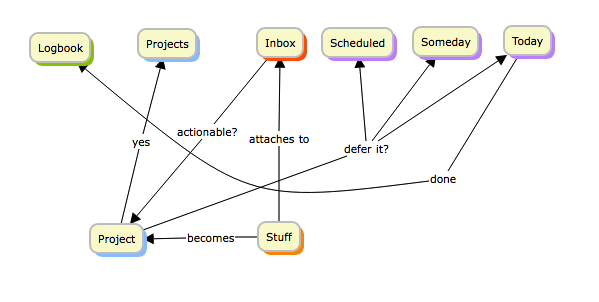 Logbook
Projects
Inbox
Scheduled
Someday
Today
actionable?
yes
attaches to
defer it?
done
Project
becomes
Stuff